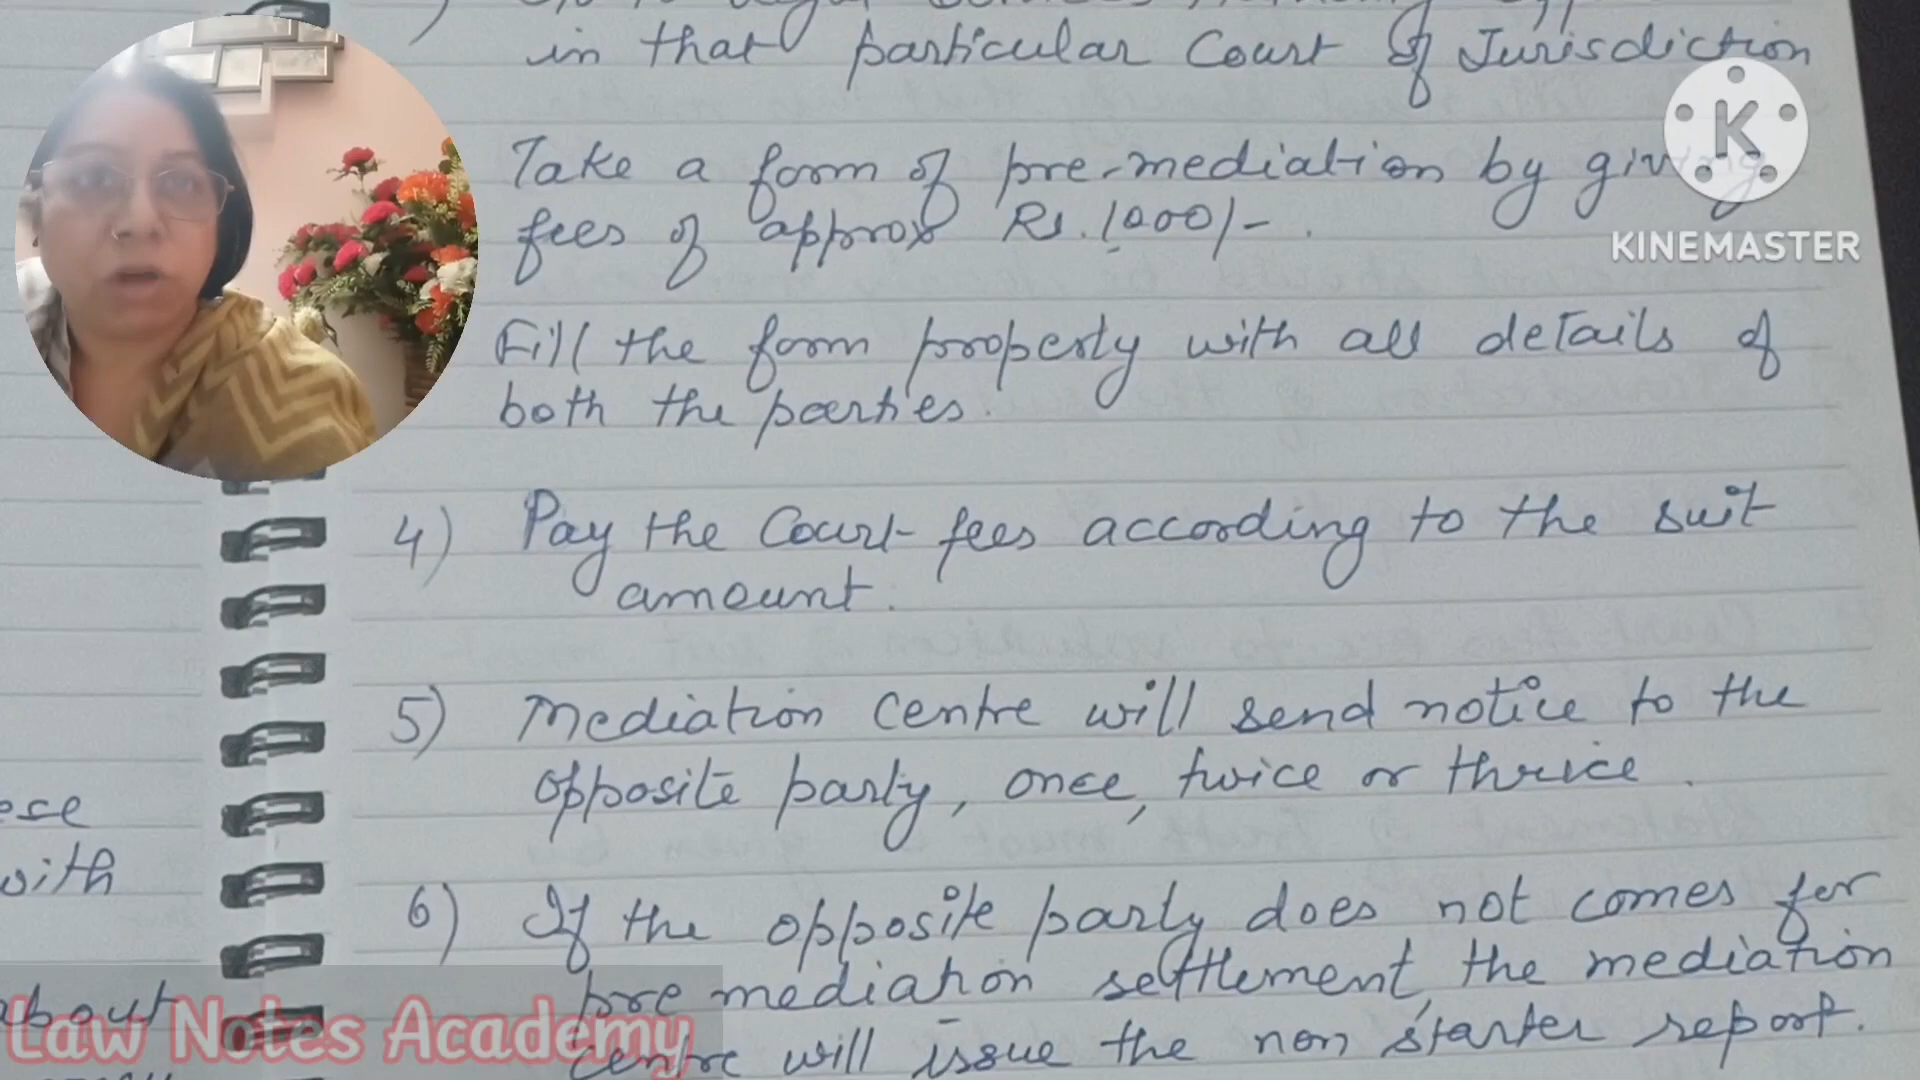 in that particular Court of Jurisdiction
Take a form of pre-mediation by giving
fees of approx Rs. 1000/-.
Fill the form properly with all details of
both the parties.
4) Pay the Court fees according to the suit
amount.
5) Mediation Centre will send notice to the
opposite party, once, twice or thrice.
6) If the opposite party does not comes for
pre mediation settlement, the mediation
centre will issue the non starter report.
with
about
KINEMASTER
Law Notes Academy